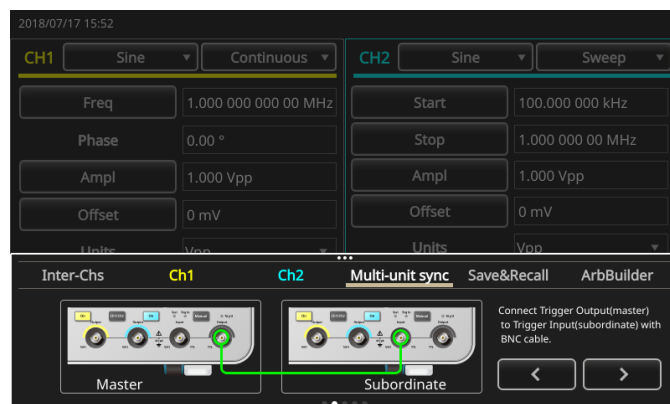 2018/07/17 15:52
CH1 Sine Continuous CH2 Sine Sweep
Freq 1.000 000 000 00 MHz Start 100.000 000 kHz
Phase 0.00 ° Stop 1.000 000 00 MHz
Ampl 1.000 Vpp Ampl 1.000 Vpp
Offset 0 mV Offset 0 mV
Units Vpp Units Vpp
Inter-Chs Ch1 Ch2 Multi-unit sync Save&Recall ArbBuilder
Connect Trigger Output(master)
to Trigger Input(subordinate) with
BNC cable.
Master Subordinate